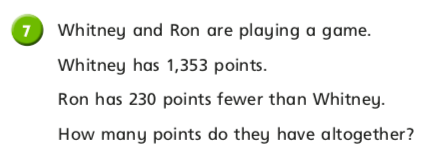 7 Whitney and Ron are playing a game.
Whitney has 1,353 points.
Ron has 230 points fewer than Whitney.
How many points do they have altogether?